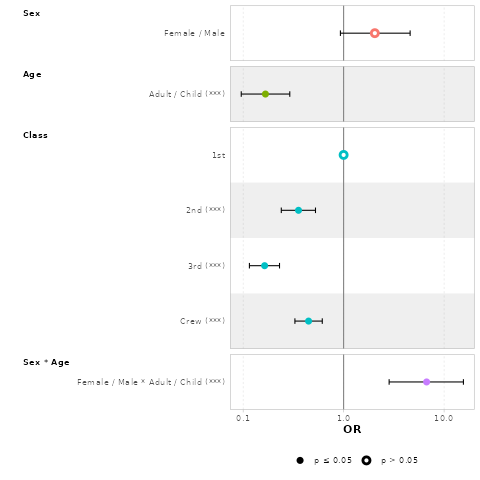 Sex
Female / Male
Age
Adult / Child (***)
Class
1st
2nd (***)
3rd (***)
Crew (***)
Sex * Age
Female / Male * Adult / Child (***)
0.1 1.0 10.0
OR
p ≤ 0.05 p > 0.05